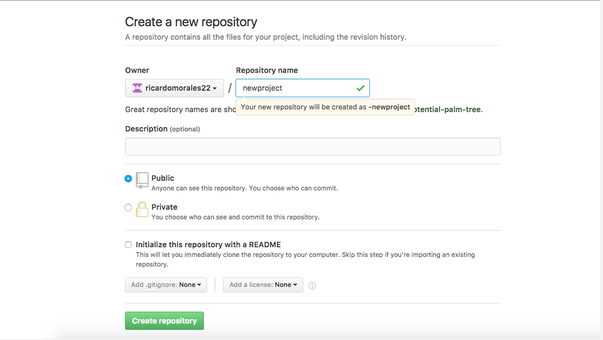 Create a new repository
A repository contains all the files for your project, including the revision history.
Owner
Repository name
ricardomorales22
/
newproject
Great repository names are sho
otential-palm-tree.
Your new repository will be created as -newproject
Description (optional)
Public
Anyone can see this repository. You choose who can commit.
Private
You choose who can see and commit to this repository.
Initialize this repository with a README
This will let you immediately clone the repository to your computer. Skip this step if you're importing an existing
repository.
Add .gitignore: None
Add a license: None
Create repository